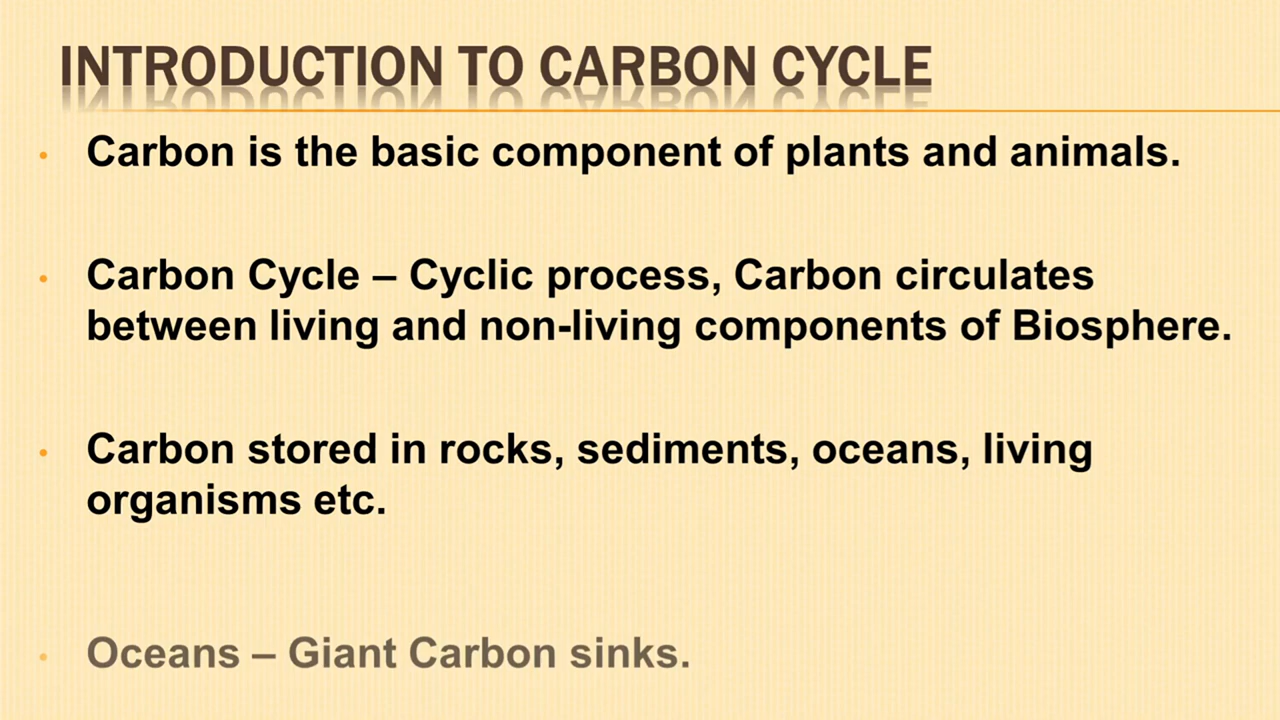 INTRODUCTION TO CARBON CYCLE
• Carbon is the basic component of plants and animals.
• Carbon Cycle – Cyclic process, Carbon circulates
between living and non-living components of Biosphere.
• Carbon stored in rocks, sediments, oceans, living
organisms etc.
• Oceans – Giant Carbon sinks.